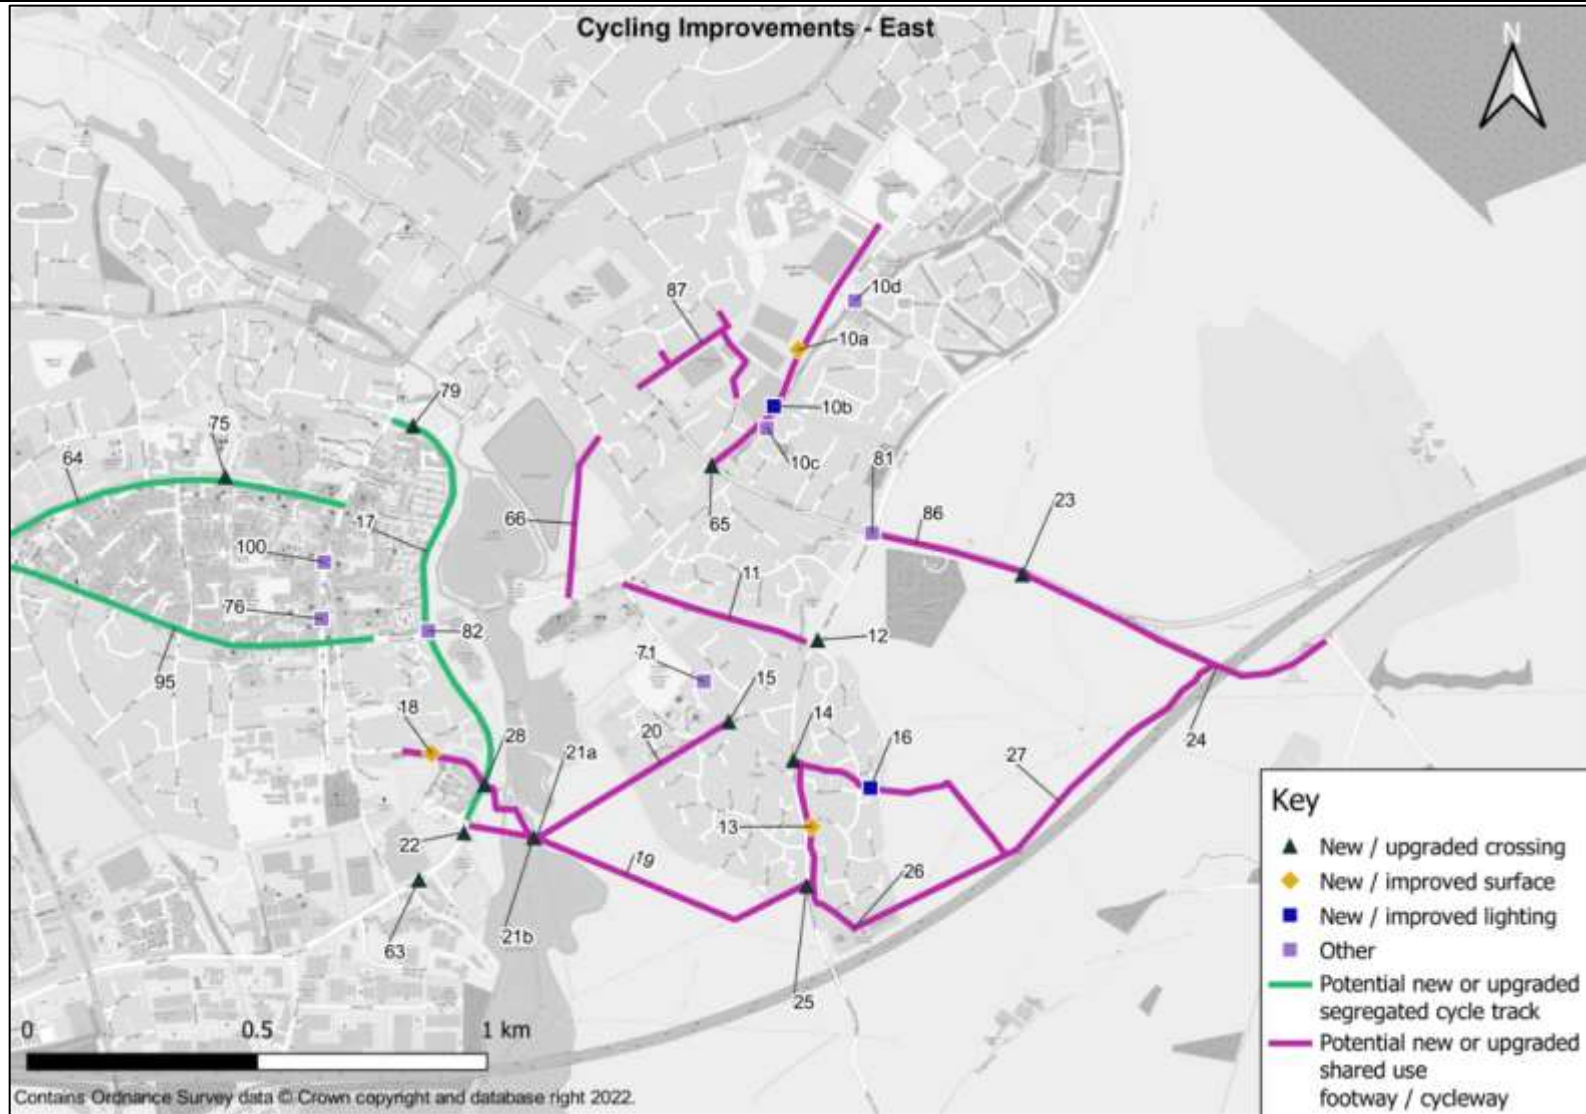 Cycling Improvements - East
N
87
10d
10a
79
10b
75
64
10c
81
65
86
23
66
17
100
11
76
12
82
71
95
15
18
14
28
20
21a
16
24
27
13
22
19
26
63
21b
25
Key
New / upgraded crossing
New / improved surface
New / improved lighting
Other
Potential new or upgraded
segregated cycle track
Potential new or upgraded
shared use
footway / cycleway
0 0.5 1 km
Contains Ordnance Survey data © Crown copyright and database right 2022.